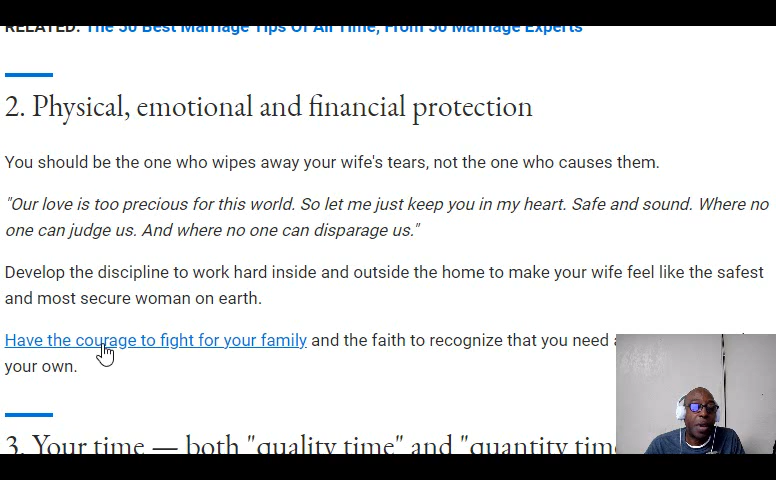 RELATED: The 50 Best Marriage Tips Of All Time, From 50 Marriage Experts
2. Physical, emotional and financial protection
You should be the one who wipes away your wife's tears, not the one who causes them.
"Our love is too precious for this world. So let me just keep you in my heart. Safe and sound. Where no
one can judge us. And where no one can disparage us."
Develop the discipline to work hard inside and outside the home to make your wife feel like the safest
and most secure woman on earth.
Have the courage to fight for your family and the faith to recognize that you need
your own.
3. Your time — both "quality time" and "quantity time